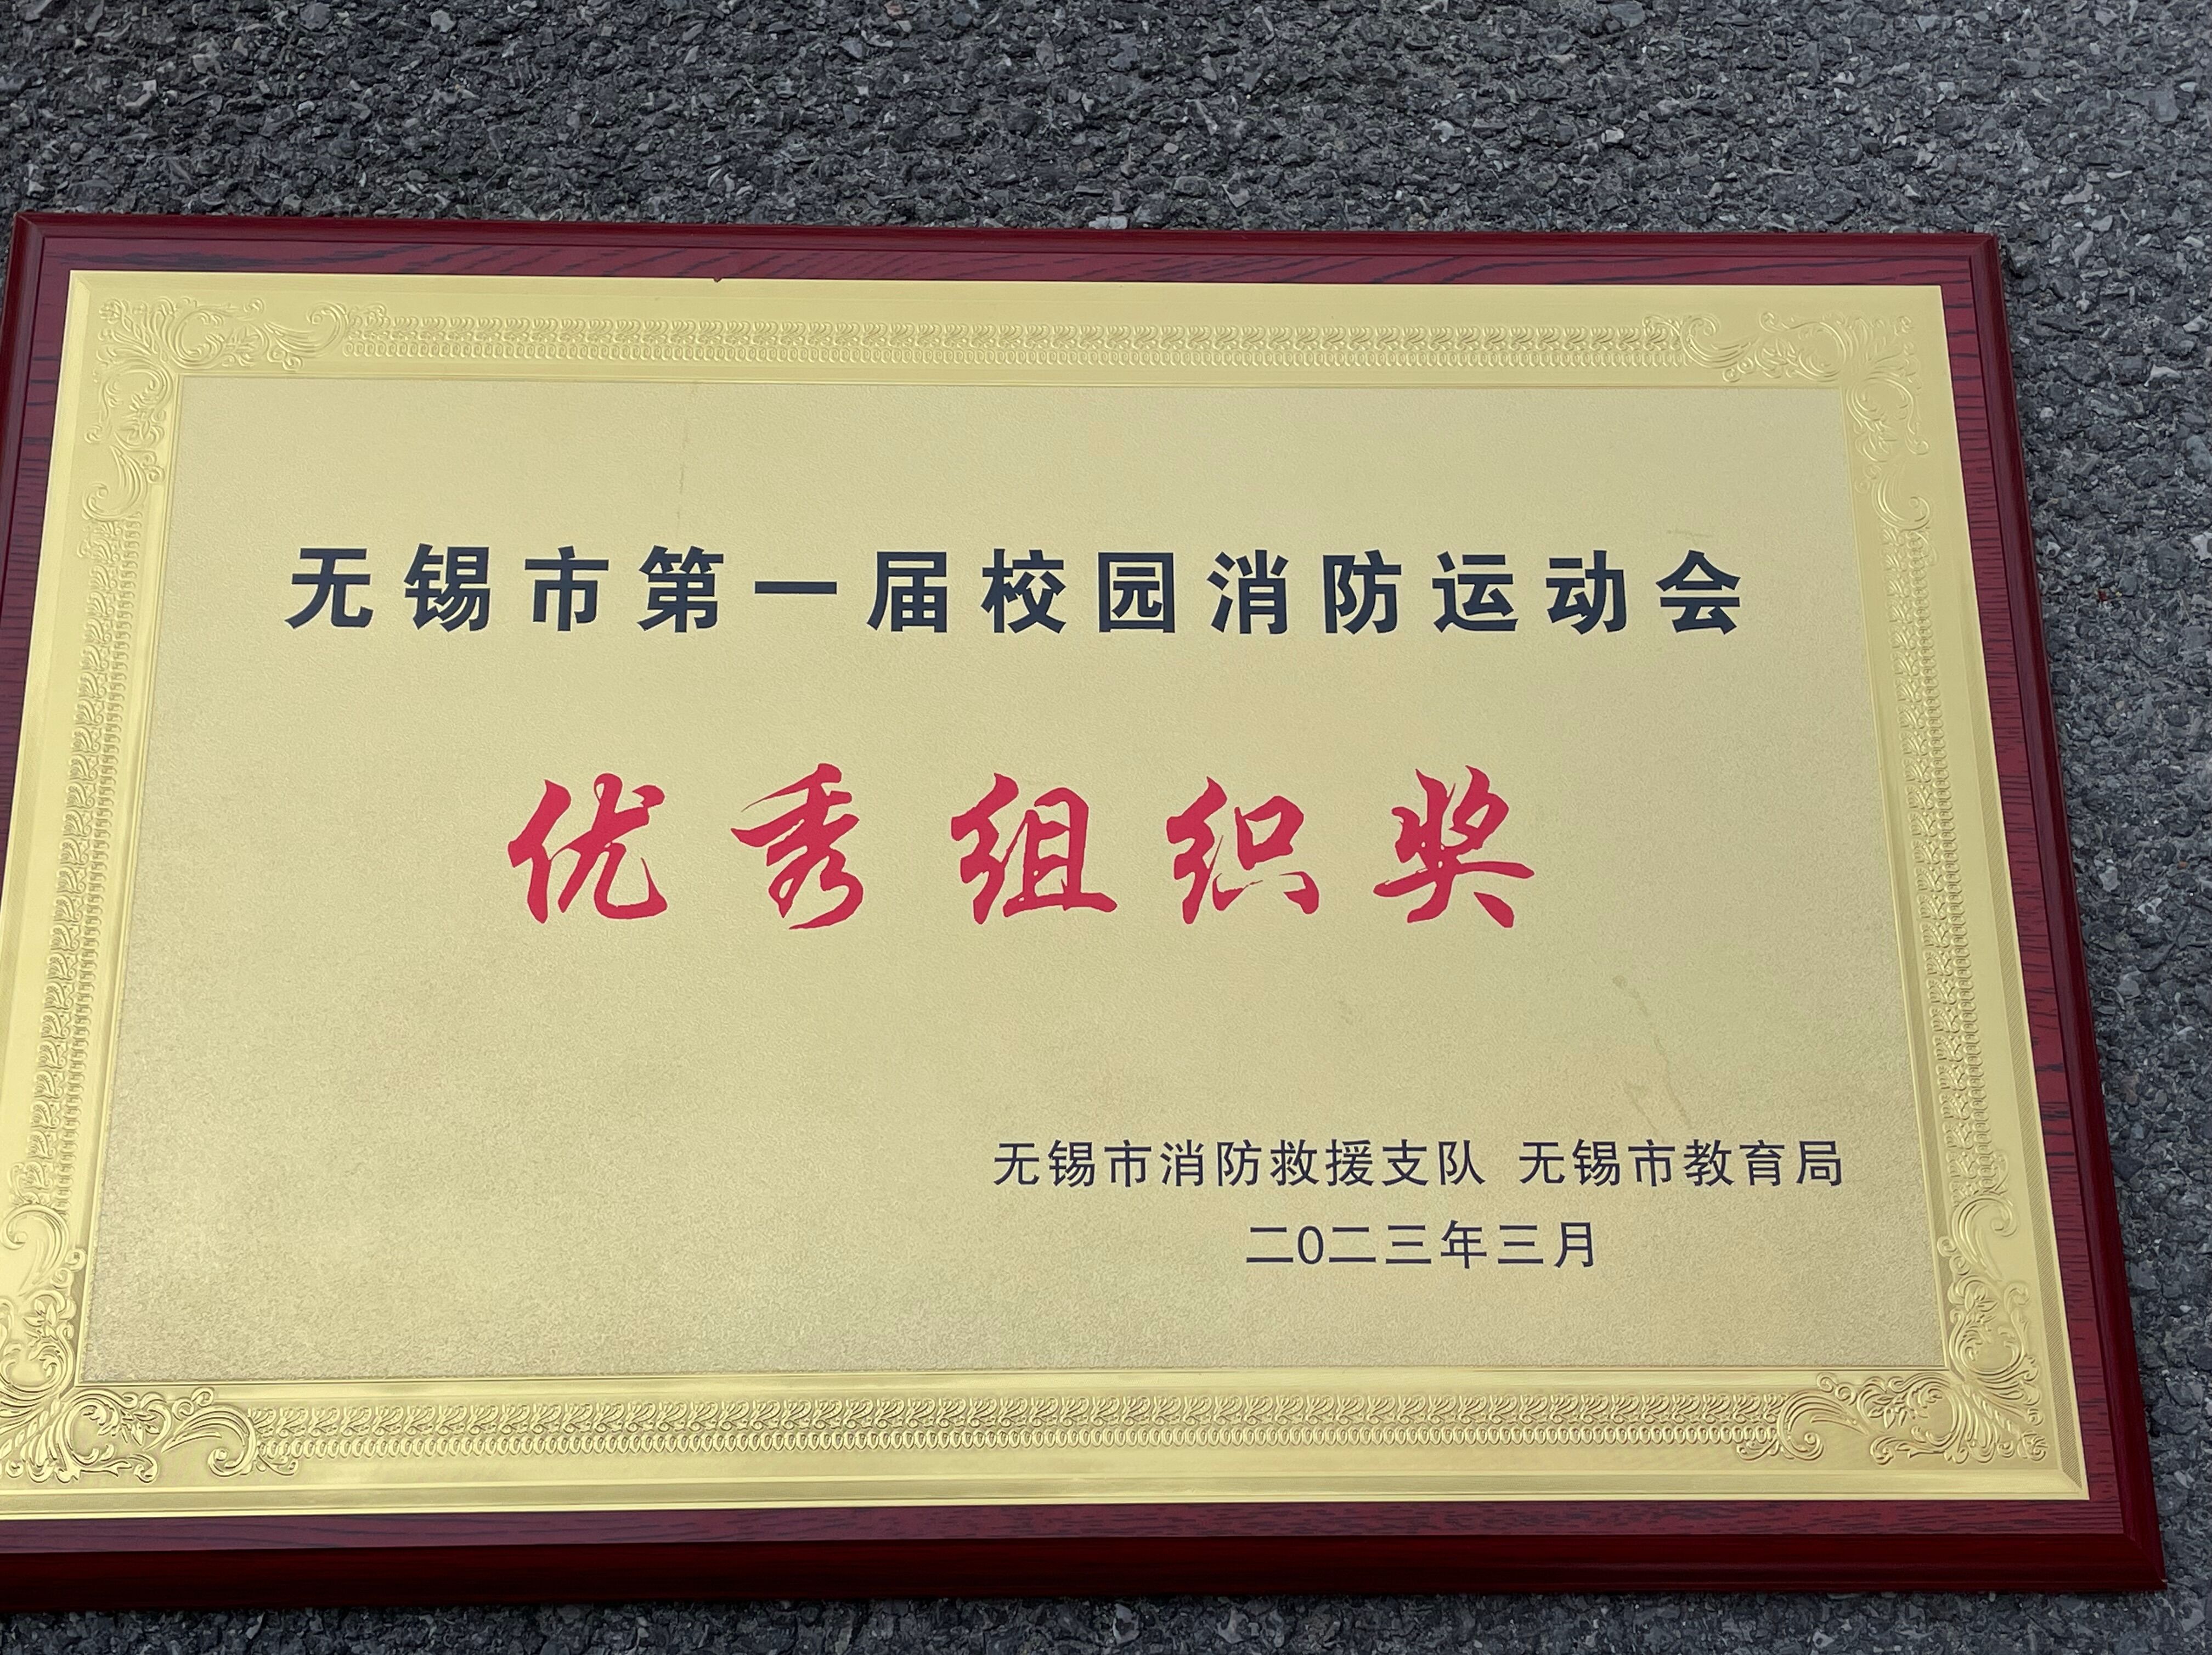 无锡市第一届校园消防运动会
优秀组织奖
无锡市消防救援支队 无锡市教育局
二0二三年三月